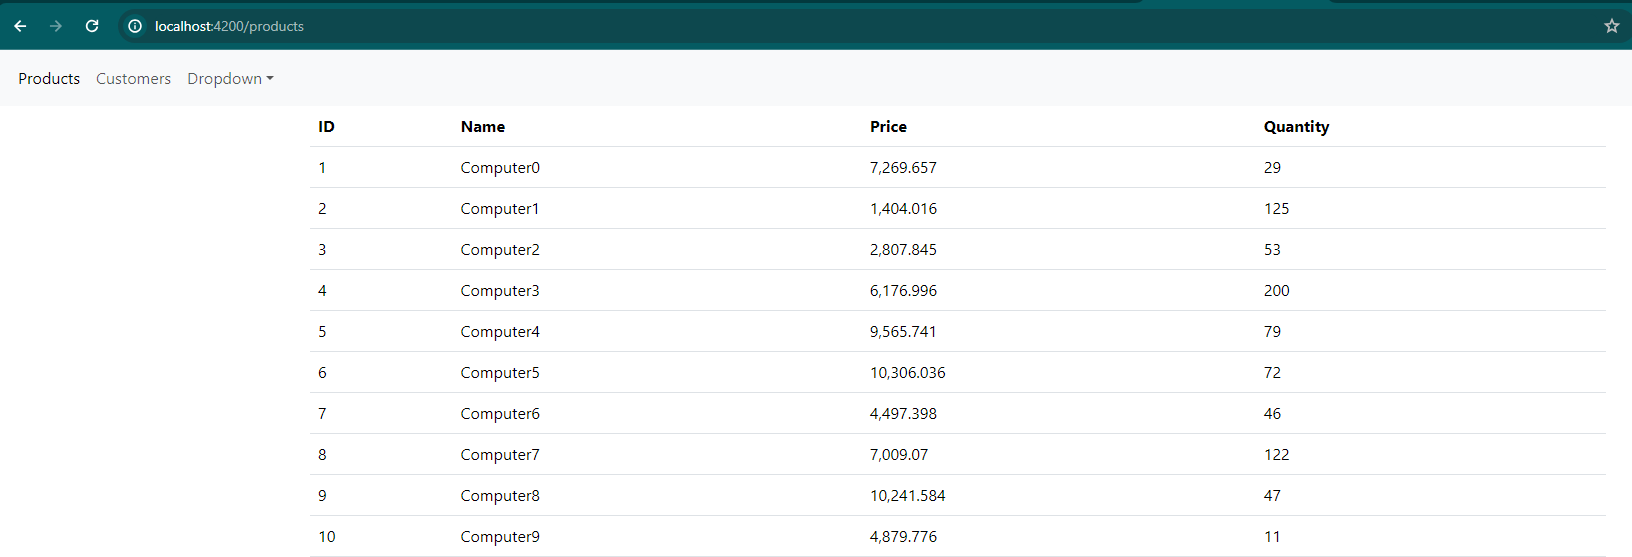 localhost:4200/products
Products Customers Dropdown
ID Name Price Quantity
1 Computer0 7,269.657 29
2 Computer1 1,404.016 125
3 Computer2 2,807.845 53
4 Computer3 6,176.996 200
5 Computer4 9,565.741 79
6 Computer5 10,306.036 72
7 Computer6 4,497.398 46
8 Computer7 7,009.07 122
9 Computer8 10,241.584 47
10 Computer9 4,879.776 11